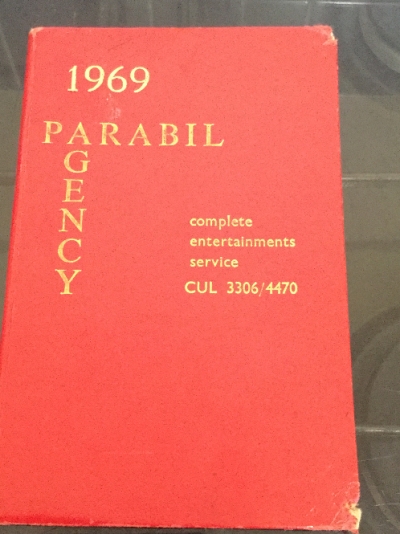 1969
PARABIL
AGENCY
complete
entertainments
service
CUL 3306/4470